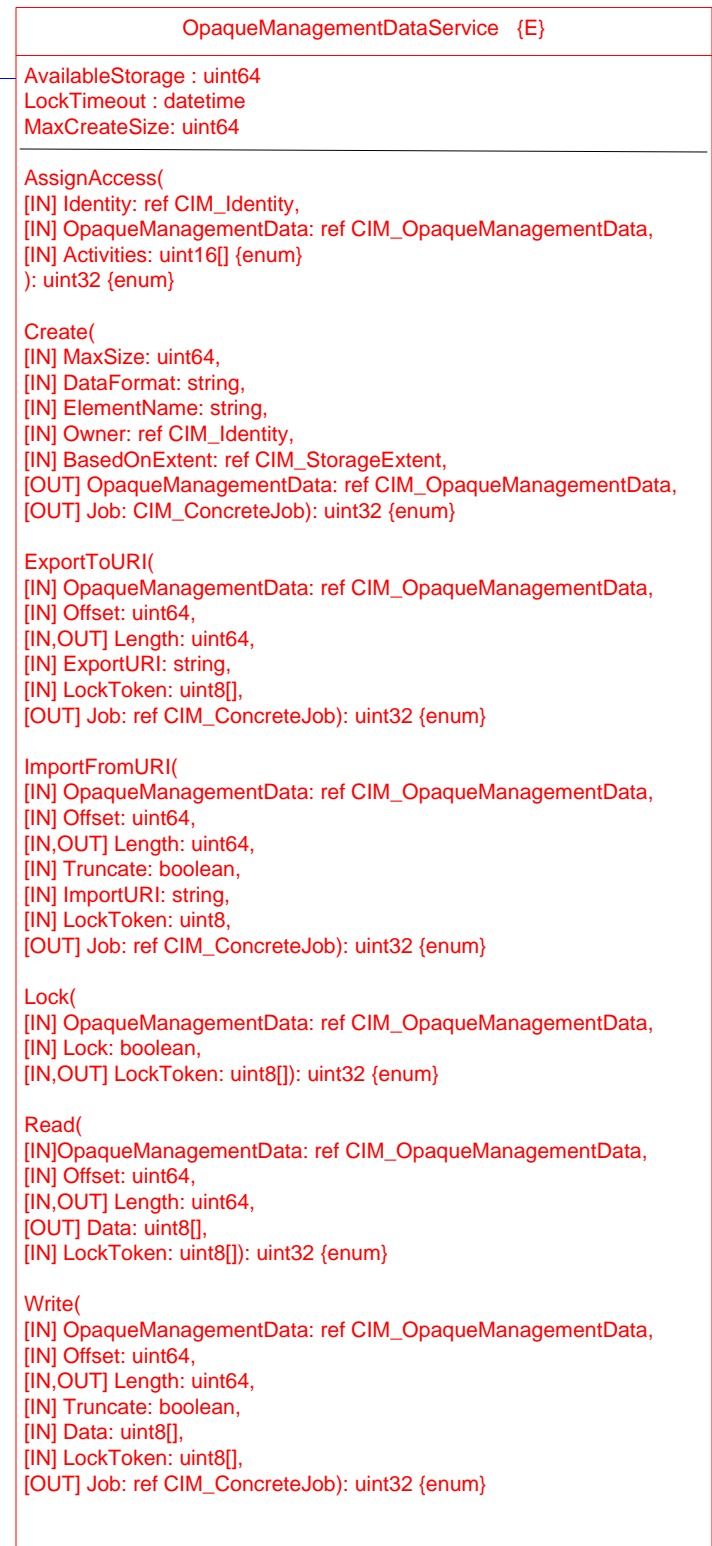 OpaqueManagementDataService {E}
AvailableStorage : uint64
LockTimeout : datetime
MaxCreateSize: uint64
AssignAccess(
[IN] Identity: ref CIM_Identity,
[IN] OpaqueManagementData: ref CIM_OpaqueManagementData,
[IN] Activities: uint16[] {enum}
): uint32 {enum}
Create(
[IN] MaxSize: uint64,
[IN] DataFormat: string,
[IN] ElementName: string,
[IN] Owner: ref CIM_Identity,
[IN] BasedOnExtent: ref CIM_StorageExtent,
[OUT] OpaqueManagementData: ref CIM_OpaqueManagementData,
[OUT] Job: CIM_ConcreteJob): uint32 {enum}
ExportToURI(
[IN] OpaqueManagementData: ref CIM_OpaqueManagementData,
[IN] Offset: uint64,
[IN,OUT] Length: uint64,
[IN] ExportURI: string,
[IN] LockToken: uint8[],
[OUT] Job: ref CIM_ConcreteJob): uint32 {enum}
ImportFromURI(
[IN] OpaqueManagementData: ref CIM_OpaqueManagementData,
[IN] Offset: uint64,
[IN,OUT] Length: uint64,
[IN] Truncate: boolean,
[IN] ImportURI: string,
[IN] LockToken: uint8,
[OUT] Job: ref CIM_ConcreteJob): uint32 {enum}
Lock(
[IN] OpaqueManagementData: ref CIM_OpaqueManagementData,
[IN] Lock: boolean,
[IN,OUT] LockToken: uint8[]): uint32 {enum}
Read(
[IN]OpaqueManagementData: ref CIM_OpaqueManagementData,
[IN] Offset: uint64,
[IN,OUT] Length: uint64,
[OUT] Data: uint8[],
[IN] LockToken: uint8[]): uint32 {enum}
Write(
[IN] OpaqueManagementData: ref CIM_OpaqueManagementData,
[IN] Offset: uint64,
[IN,OUT] Length: uint64,
[IN] Truncate: boolean,
[IN] Data: uint8[],
[IN] LockToken: uint8[],
[OUT] Job: ref CIM_ConcreteJob): uint32 {enum}